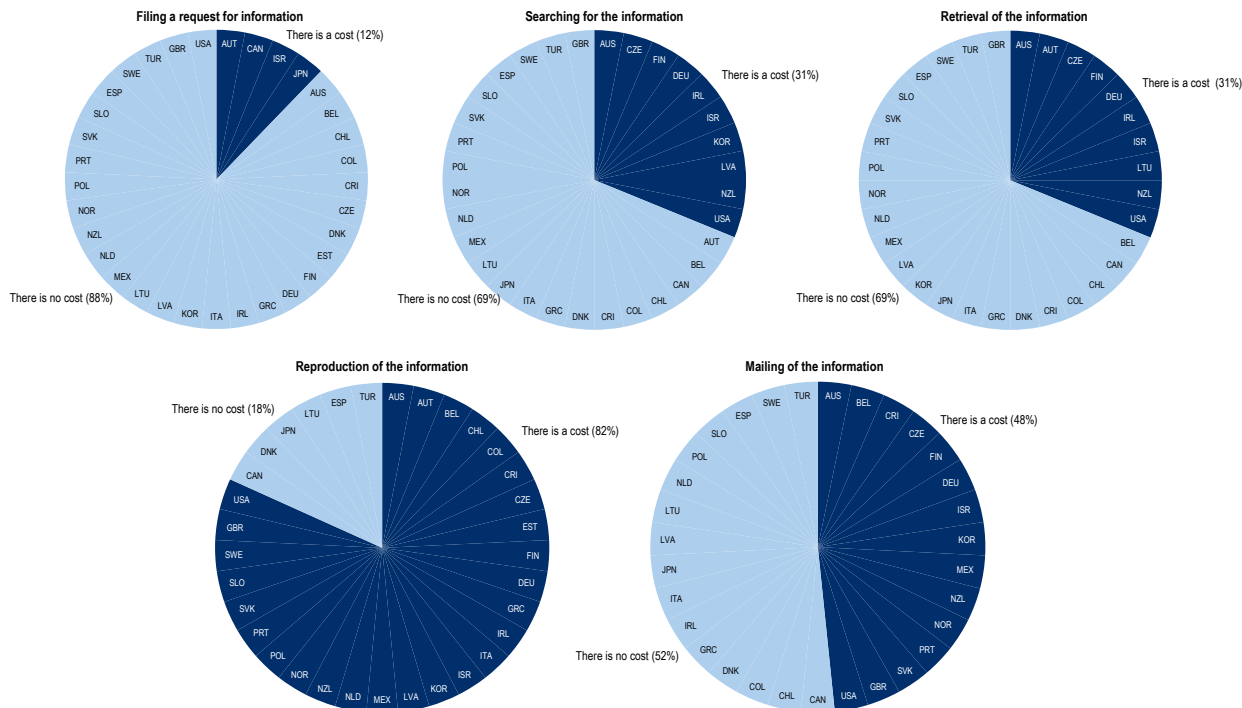 Filing a request for information
There is a cost (12%)
AUT
CAN
ISR
JPN
AUS
BEL
CHL
COL
CRI
CZE
DNK
EST
FIN
DEU
GRC
IRL
ITA
KOR
LVA
LTU
MEX
NLD
NZL
NOR
POL
PRT
SVK
SLO
ESP
SWE
TUR
GBR
USA
There is no cost (88%)
Searching for the information
There is a cost (31%)
AUS
CZE
FIN
DEU
IRL
ISR
KOR
LVA
NZL
USA
AUT
BEL
CAN
CHL
COL
CRI
DNK
GRC
ITA
JPN
LTU
MEX
NLD
NOR
POL
PRT
SVK
SLO
ESP
SWE
TUR
GBR
There is no cost (69%)
Retrieval of the information
There is a cost (31%)
AUS
AUT
CZE
FIN
DEU
IRL
ISR
LTU
NZL
USA
BEL
CAN
CHL
COL
CRI
DNK
GRC
ITA
JPN
KOR
LVA
MEX
NLD
NOR
POL
PRT
SVK
SLO
ESP
SWE
TUR
GBR
There is no cost (69%)
Reproduction of the information
There is no cost (18%)
There is a cost (82%)
AUS
AUT
BEL
CHL
COL
CRI
CZE
EST
FIN
DEU
GRC
IRL
ITA
ISR
KOR
LVA
MEX
NLD
NZL
NOR
POL
PRT
SVK
SLO
SWE
GBR
USA
CAN
DNK
JPN
LTU
ESP
TUR
Mailing of the information
There is a cost (48%)
AUS
BEL
CRI
CZE
FIN
DEU
ISR
KOR
MEX
NZL
NOR
PRT
SVK
GBR
USA
CAN
CHL
COL
DNK
GRC
IRL
ITA
JPN
LVA
LTU
NLD
POL
SLO
ESP
SWE
TUR
There is no cost (52%)